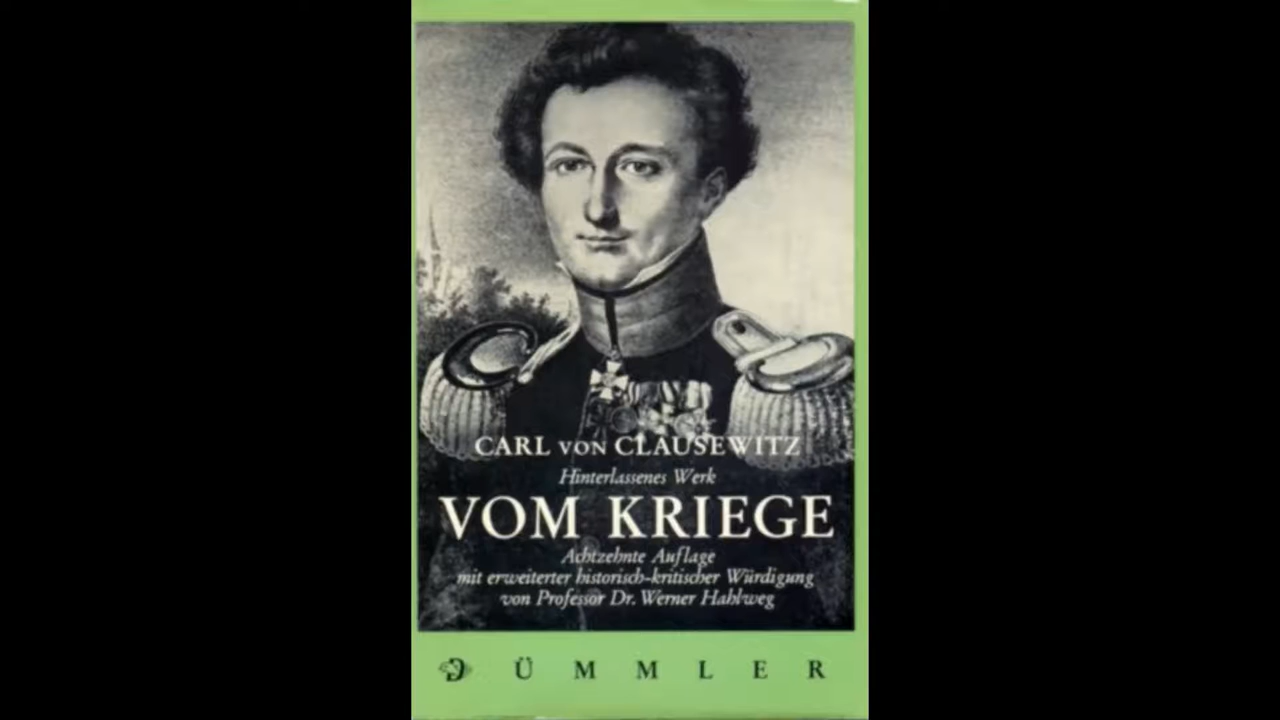 CARL VON CLAUSEWITZ
Hinterlassenes Werk
VOM KRIEGE
Achtzehnte Auflage
mit erweiterter historisch-kritischer Würdigung
von Professor Dr. Werner Hahlweg
DÜMMLER